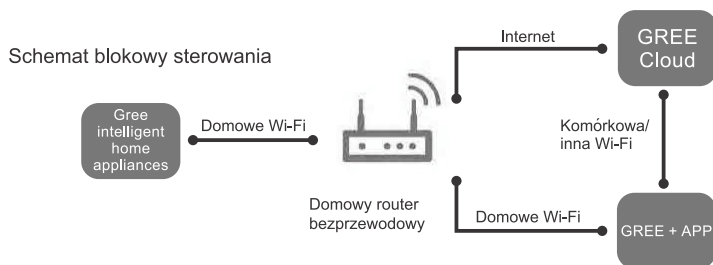 Schemat blokowy sterowania
Gree
intelligent
home
appliances
Domowe Wi-Fi
Domowy router
bezprzewodowy
Internet
GREE
Cloud
Komórkowa/
inna Wi-Fi
Domowe Wi-Fi
GREE + APP